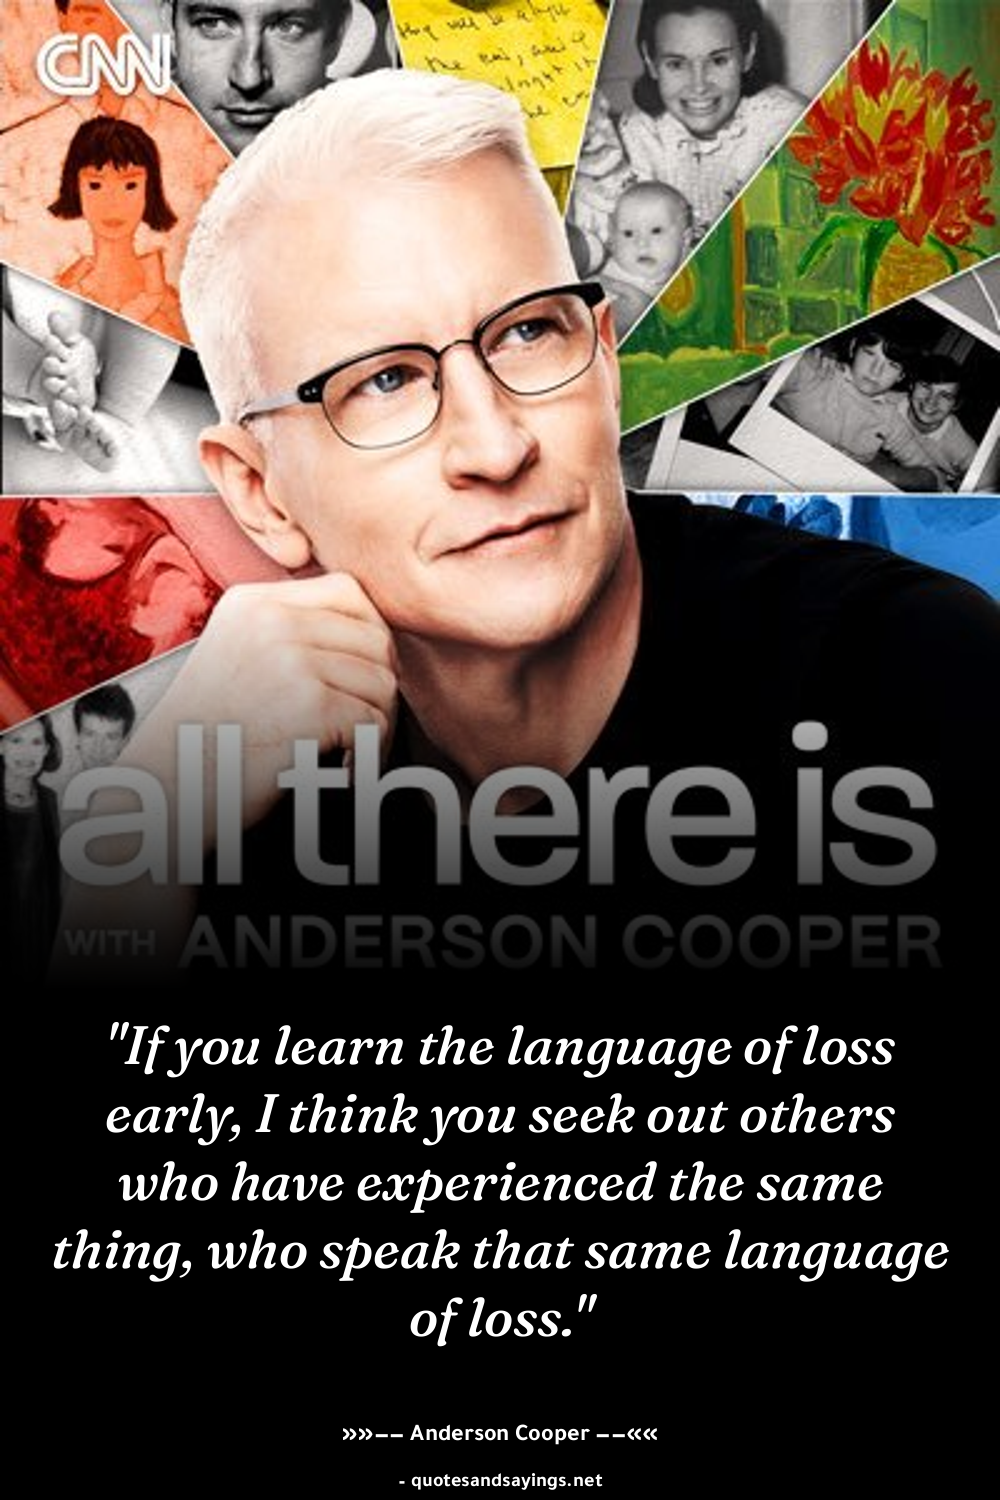 CNN
all there is
WITH ANDERSON COOPER
"If you learn the language of loss
early, I think you seek out others
who have experienced the same
thing, who speak that same language
of loss."
»»–– Anderson Cooper ––««
- quotesandsayings.net